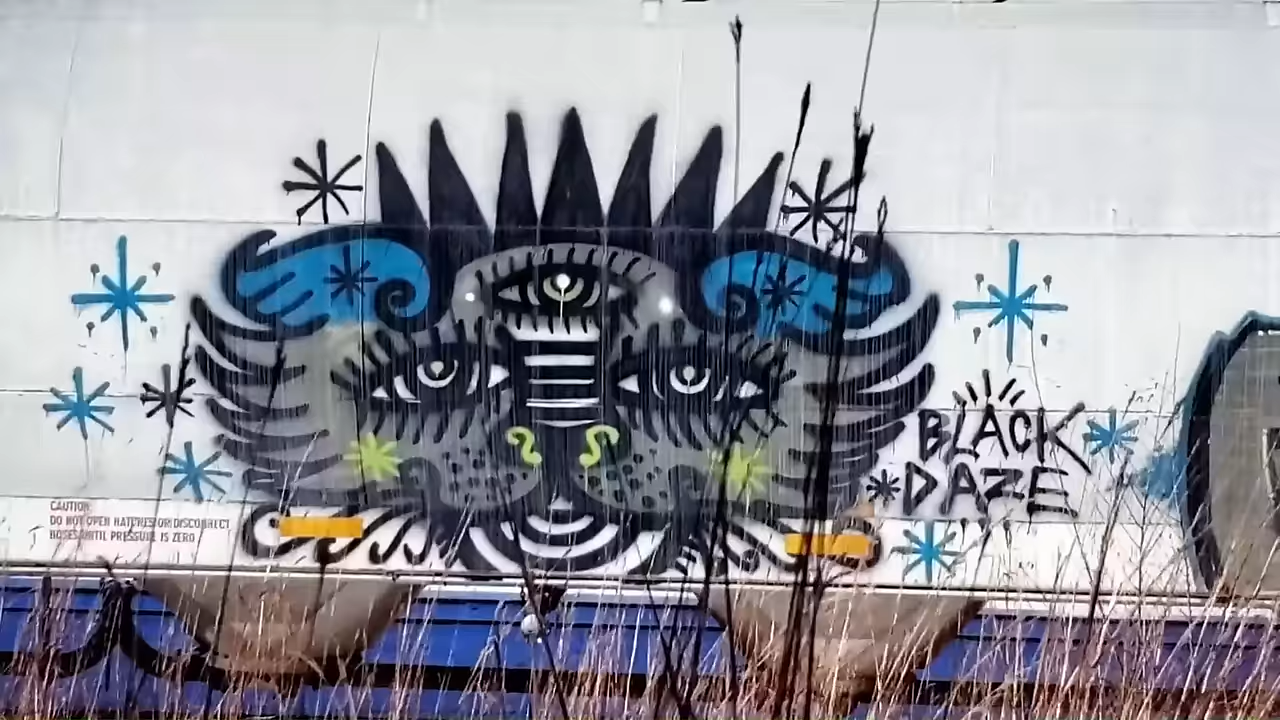 BLACK
DAZE
CAUTION:
DO NOT OPEN HATCHES OR DISCONNECT
HOSES UNTIL PRESSURE IS ZERO